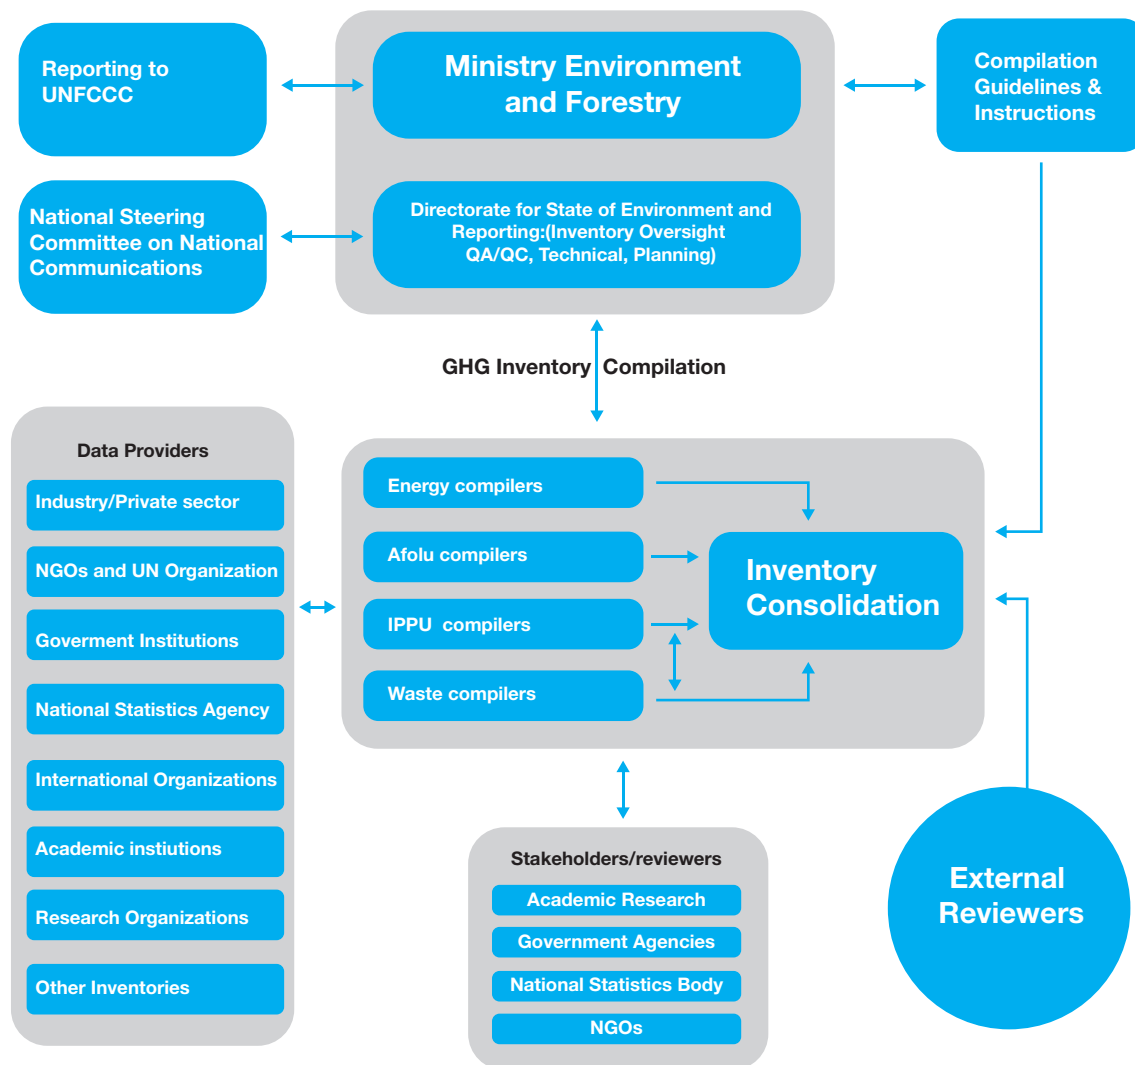 Reporting to
UNFCCC
Ministry Environment
and Forestry
Compilation
Guidelines &
Instructions
National Steering
Committee on National
Communications
Directorate for State of Environment and
Reporting:(Inventory Oversight
QA/QC, Technical, Planning)
GHG Inventory Compilation
Data Providers
Industry/Private sector
NGOs and UN Organization
Goverment Institutions
National Statistics Agency
International Organizations
Academic instiutions
Research Organizations
Other Inventories
Energy compilers
Afolu compilers
IPPU compilers
Waste compilers
Inventory
Consolidation
Stakeholders/reviewers
Academic Research
Government Agencies
National Statistics Body
NGOs
External
Reviewers